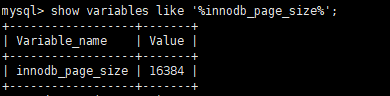 mysql> show variables like '%innodb_page_size%';
+------------------+-------+
| Variable_name    | Value |
+------------------+-------+
| innodb_page_size | 16384 |
+------------------+-------+